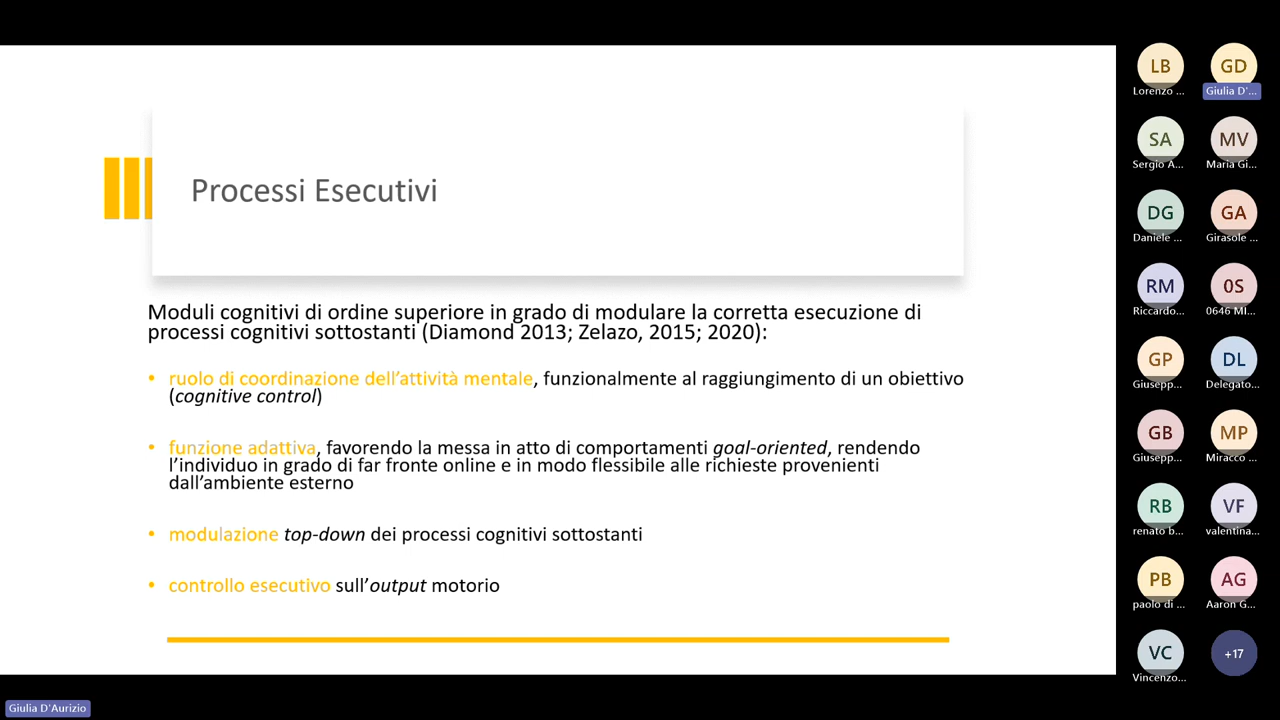 Processi Esecutivi
Moduli cognitivi di ordine superiore in grado di modulare la corretta esecuzione di
processi cognitivi sottostanti (Diamond 2013; Zelazo, 2015; 2020):
• ruolo di coordinazione dell’attività mentale, funzionalmente al raggiungimento di un obiettivo
(cognitive control)
• funzione adattiva, favorendo la messa in atto di comportamenti goal-oriented, rendendo
l’individuo in grado di far fronte online e in modo flessibile alle richieste provenienti
dall’ambiente esterno
• modulazione top-down dei processi cognitivi sottostanti
• controllo esecutivo sull’output motorio
Giulia D'Aurizio
LB
Lorenzo ...
GD
Giulia D'...
SA
Sergio A...
MV
Maria Gi...
DG
Daniele ...
GA
Girasole ...
RM
Riccardo...
0S
0646 MI...
GP
Giusepp...
DL
Delegato...
GB
Giusepp...
MP
Miracco ...
RB
renato b...
VF
valentina...
PB
paolo di ...
AG
Aaron G...
VC
Vincenzo...
+17